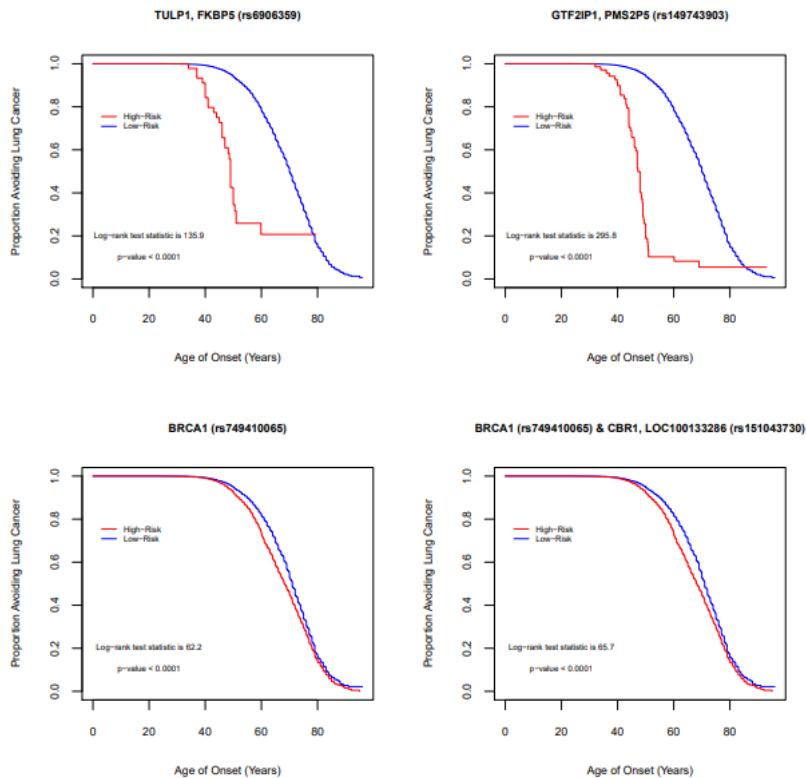 TULP1, FKBP5 (rs6906359)
Proportion Avoiding Lung Cancer
1.0
0.8
0.6
0.4
0.2
0.0
High−Risk
Low−Risk
Log−rank test statistic is 135.9
p−value < 0.0001
0 20 40 60 80
Age of Onset (Years)
GTF2IP1, PMS2P5 (rs149743903)
Proportion Avoiding Lung Cancer
1.0
0.8
0.6
0.4
0.2
0.0
High−Risk
Low−Risk
Log−rank test statistic is 295.8
p−value < 0.0001
0 20 40 60 80
Age of Onset (Years)
BRCA1 (rs749410065)
Proportion Avoiding Lung Cancer
1.0
0.8
0.6
0.4
0.2
0.0
High−Risk
Low−Risk
Log−rank test statistic is 62.2
p−value < 0.0001
0 20 40 60 80
Age of Onset (Years)
BRCA1 (rs749410065) & CBR1, LOC100133286 (rs151043730)
Proportion Avoiding Lung Cancer
1.0
0.8
0.6
0.4
0.2
0.0
High−Risk
Low−Risk
Log−rank test statistic is 65.7
p−value < 0.0001
0 20 40 60 80
Age of Onset (Years)